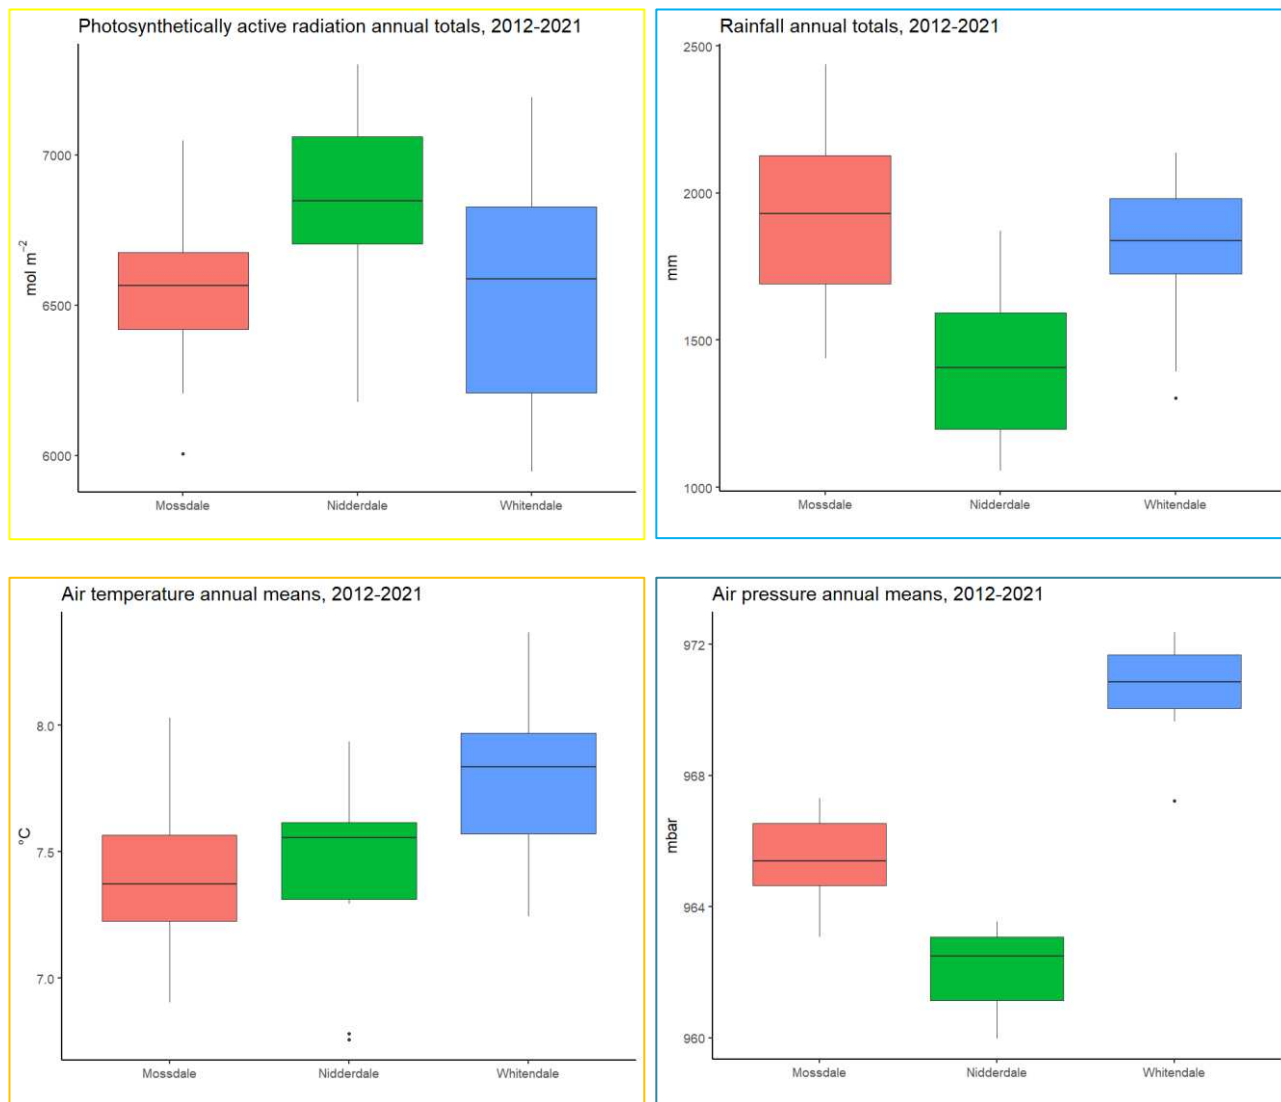 Photosynthetically active radiation annual totals, 2012-2021
mol m⁻²
7000
6500
6000
Mossdale Nidderdale Whitendale
Rainfall annual totals, 2012-2021
mm
2500
2000
1500
1000
Mossdale Nidderdale Whitendale
Air temperature annual means, 2012-2021
°C
8.0
7.5
7.0
Mossdale Nidderdale Whitendale
Air pressure annual means, 2012-2021
mbar
972
968
964
960
Mossdale Nidderdale Whitendale